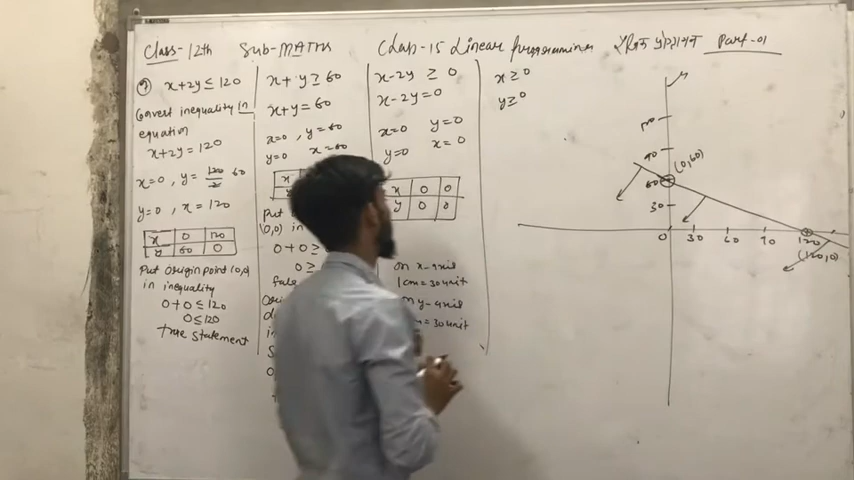 Class-12th Sub-MATHS Class-15 Linear Programming रैखिक प्रोग्रामन Part-01
x+2y ≤ 120
Convert inequality in
equation
x+2y = 120
x=0, y = 120/2 60
y=0, x = 120
x 0 120
y 60 0
Put origin point (0,0)
in inequality
0+0 ≤ 120
0 ≤ 120
True statement
x+y ≥ 60
x+y = 60
x=0, y = 60
y=0 x = 60
x
Put
(0,0) in
0+0 ≥
0 ≥
false
x-2y ≥ 0
x-2y = 0
x=0 y=0
y=0 x=0
x 0 0
y 0 0
on x-axis
1cm = 30 unit
on y-axis
= 30 unit
x ≥ 0
y ≥ 0
y
90
60
30
(0,60)
0 30 60 90 120
(120,0)